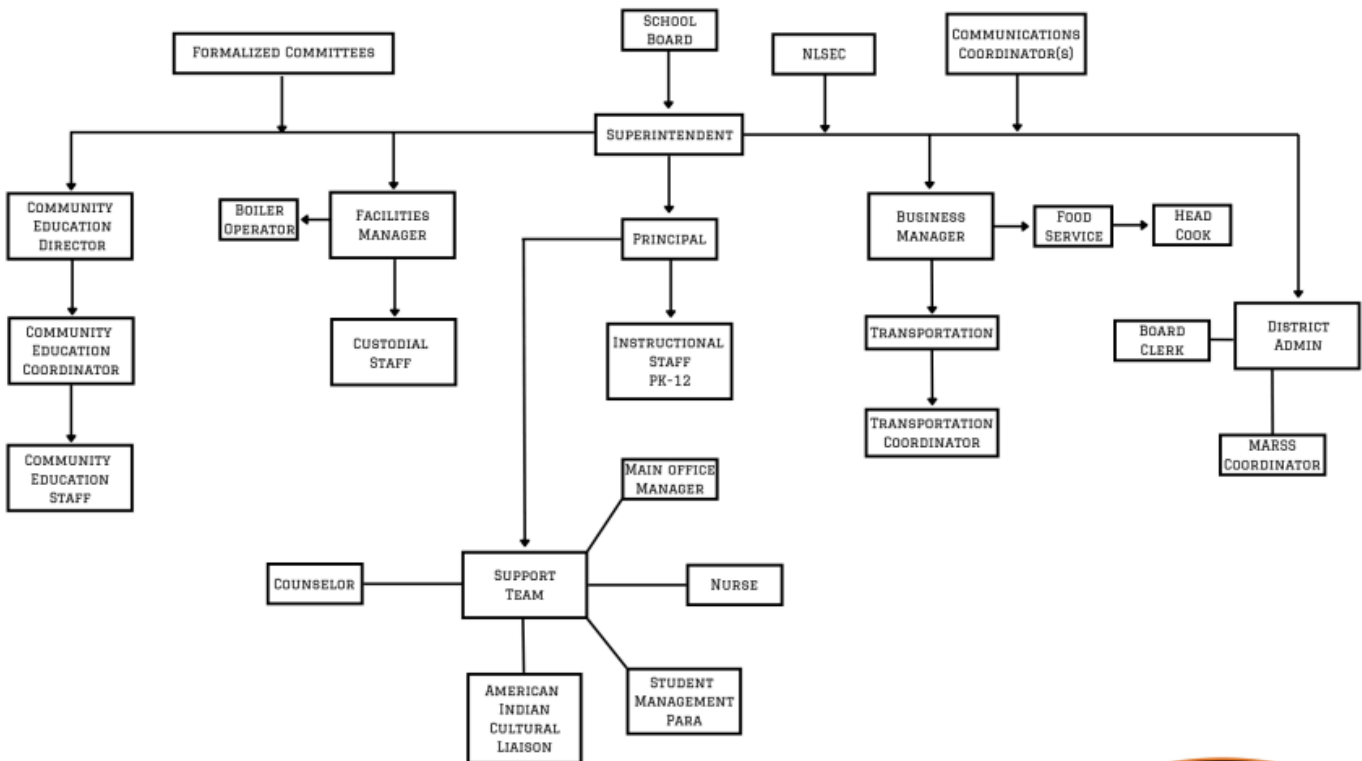 SCHOOL
BOARD
FORMALIZED COMMITTEES
NLSEC
COMMUNICATIONS
COORDINATOR(S)
SUPERINTENDENT
COMMUNITY
EDUCATION
DIRECTOR
BOILER
OPERATOR
FACILITIES
MANAGER
PRINCIPAL
BUSINESS
MANAGER
FOOD
SERVICE
HEAD
COOK
COMMUNITY
EDUCATION
COORDINATOR
CUSTODIAL
STAFF
INSTRUCTIONAL
STAFF
PK-12
TRANSPORTATION
BOARD
CLERK
DISTRICT
ADMIN
TRANSPORTATION
COORDINATOR
MARSS
COORDINATOR
COMMUNITY
EDUCATION
STAFF
MAIN OFFICE
MANAGER
COUNSELOR
SUPPORT
TEAM
NURSE
AMERICAN
INDIAN
CULTURAL
LIAISON
STUDENT
MANAGEMENT
PARA